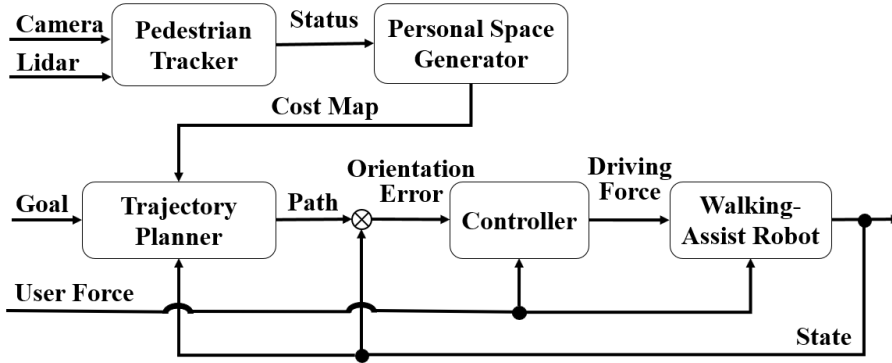 Camera
Lidar
Pedestrian
Tracker
Status
Personal Space
Generator
Cost Map
Goal
Trajectory
Planner
Path
Orientation
Error
Controller
Driving
Force
Walking-
Assist Robot
User Force
State